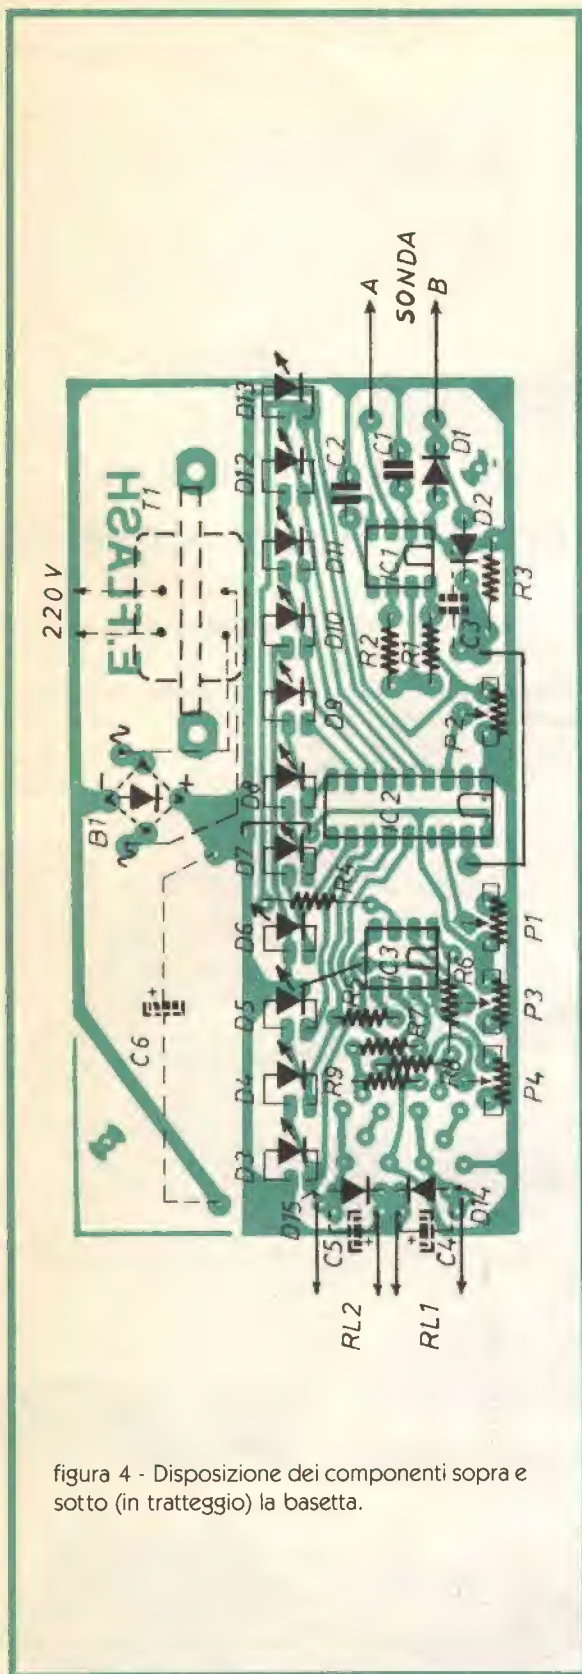 220V
E.FLASH
T1
B1
C6
D3
D4
D5
D6
D7
D8
D9
D10
D11
D12
D13
A
SONDA
B
C2
C1
D1
D2
IC1
R2
R1
C3
R3
P2
IC2
R4
IC3
R5
R6
R7
R8
R9
P1
P3
P4
D15
C5
C4
D14
RL2
RL1
figura 4 - Disposizione dei componenti sopra e
sotto (in tratteggio) la basetta.